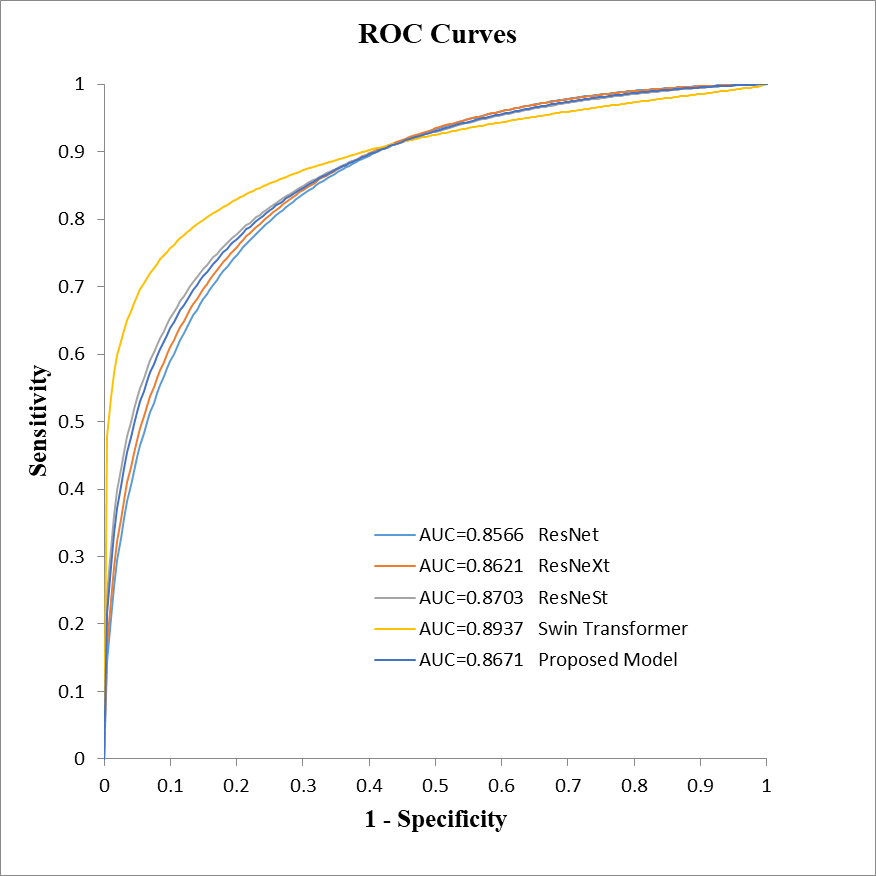 ROC Curves
1
0.9
0.8
0.7
0.6
0.5
0.4
0.3
0.2
0.1
0
Sensitivity
AUC=0.8566 ResNet
AUC=0.8621 ResNeXt
AUC=0.8703 ResNeSt
AUC=0.8937 Swin Transformer
AUC=0.8671 Proposed Model
0 0.1 0.2 0.3 0.4 0.5 0.6 0.7 0.8 0.9 1
1 - Specificity